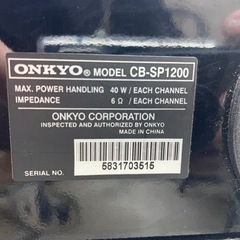 ONKYO® MODEL CB-SP1200
MAX. POWER HANDLING 40 W / EACH CHANNEL
IMPEDANCE 6 Ω / EACH CHANNEL
ONKYO CORPORATION
INSPECTED AND AUTHORIZED BY ONKYO
MADE IN CHINA
SERIAL NO. 5831703515